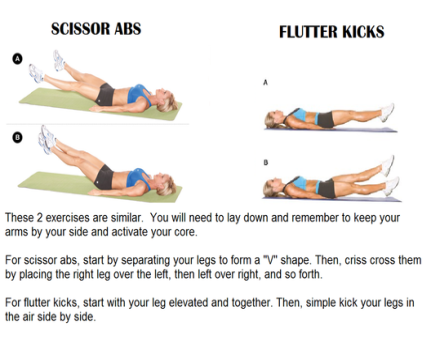 SCISSOR ABS
FLUTTER KICKS
A
A
B
B
These 2 exercises are similar.  You will need to lay down and remember to keep your
arms by your side and activate your core.
For scissor abs, start by separating your legs to form a "V" shape. Then, criss cross them
by placing the right leg over the left, then left over right, and so forth.
For flutter kicks, start with your leg elevated and together. Then, simple kick your legs in
the air side by side.